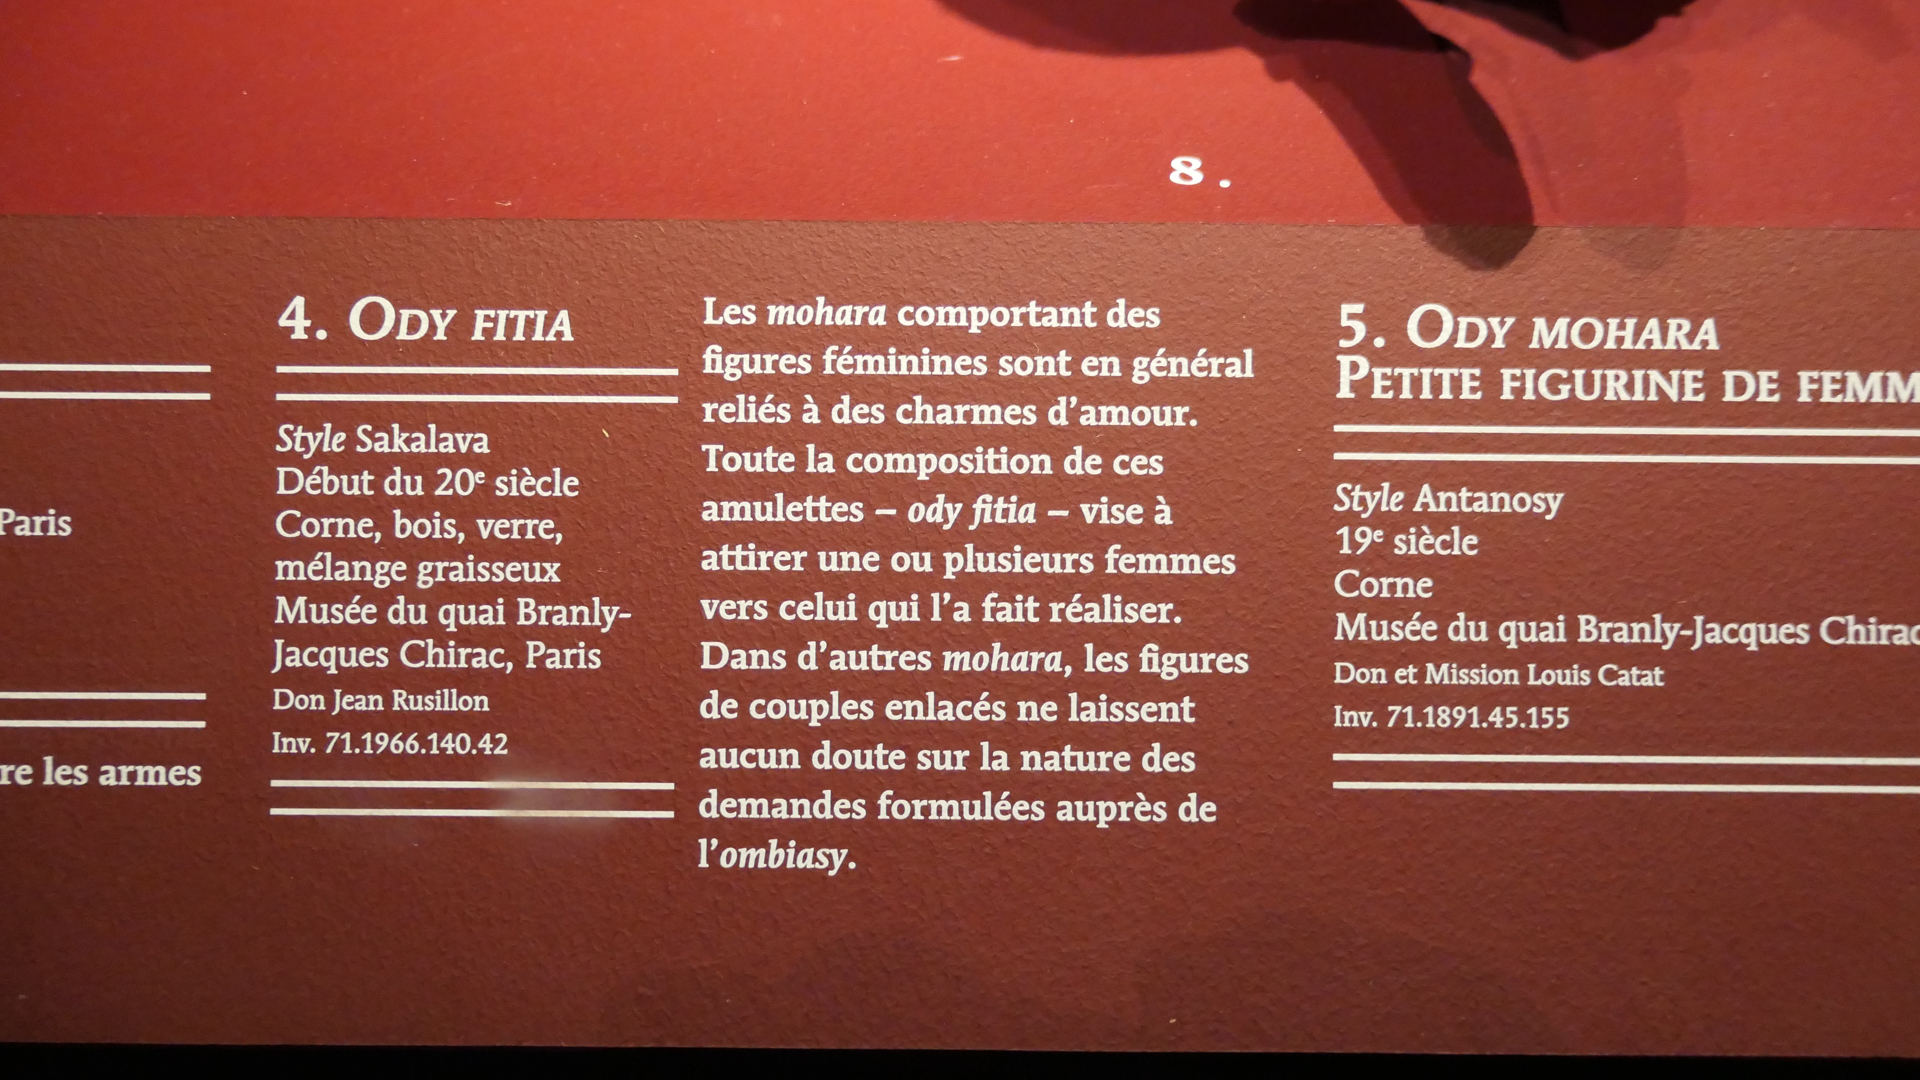 8.
Paris
re les armes
4. ODY FITIA
Style Sakalava
Début du 20e siècle
Corne, bois, verre,
mélange graisseux
Musée du quai Branly-
Jacques Chirac, Paris
Don Jean Rusillon
Inv. 71.1966.140.42
Les mohara comportant des
figures féminines sont en général
reliés à des charmes d’amour.
Toute la composition de ces
amulettes – ody fitia – vise à
attirer une ou plusieurs femmes
vers celui qui l’a fait réaliser.
Dans d’autres mohara, les figures
de couples enlacés ne laissent
aucun doute sur la nature des
demandes formulées auprès de
l’ombiasy.
5. ODY MOHARA
PETITE FIGURINE DE FEMM
Style Antanosy
19e siècle
Corne
Musée du quai Branly-Jacques Chirac
Don et Mission Louis Catat
Inv. 71.1891.45.155